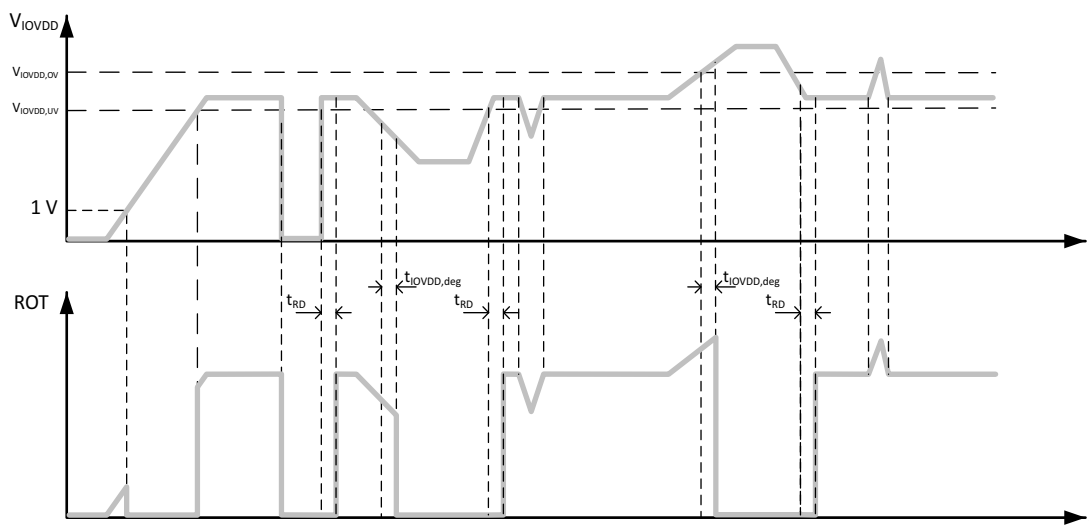 VIOVDD
VIOVDD,OV
VIOVDD,UV
1 V
tIOVDD,deg
tIOVDD,deg
ROT
tRD
tRD
tRD